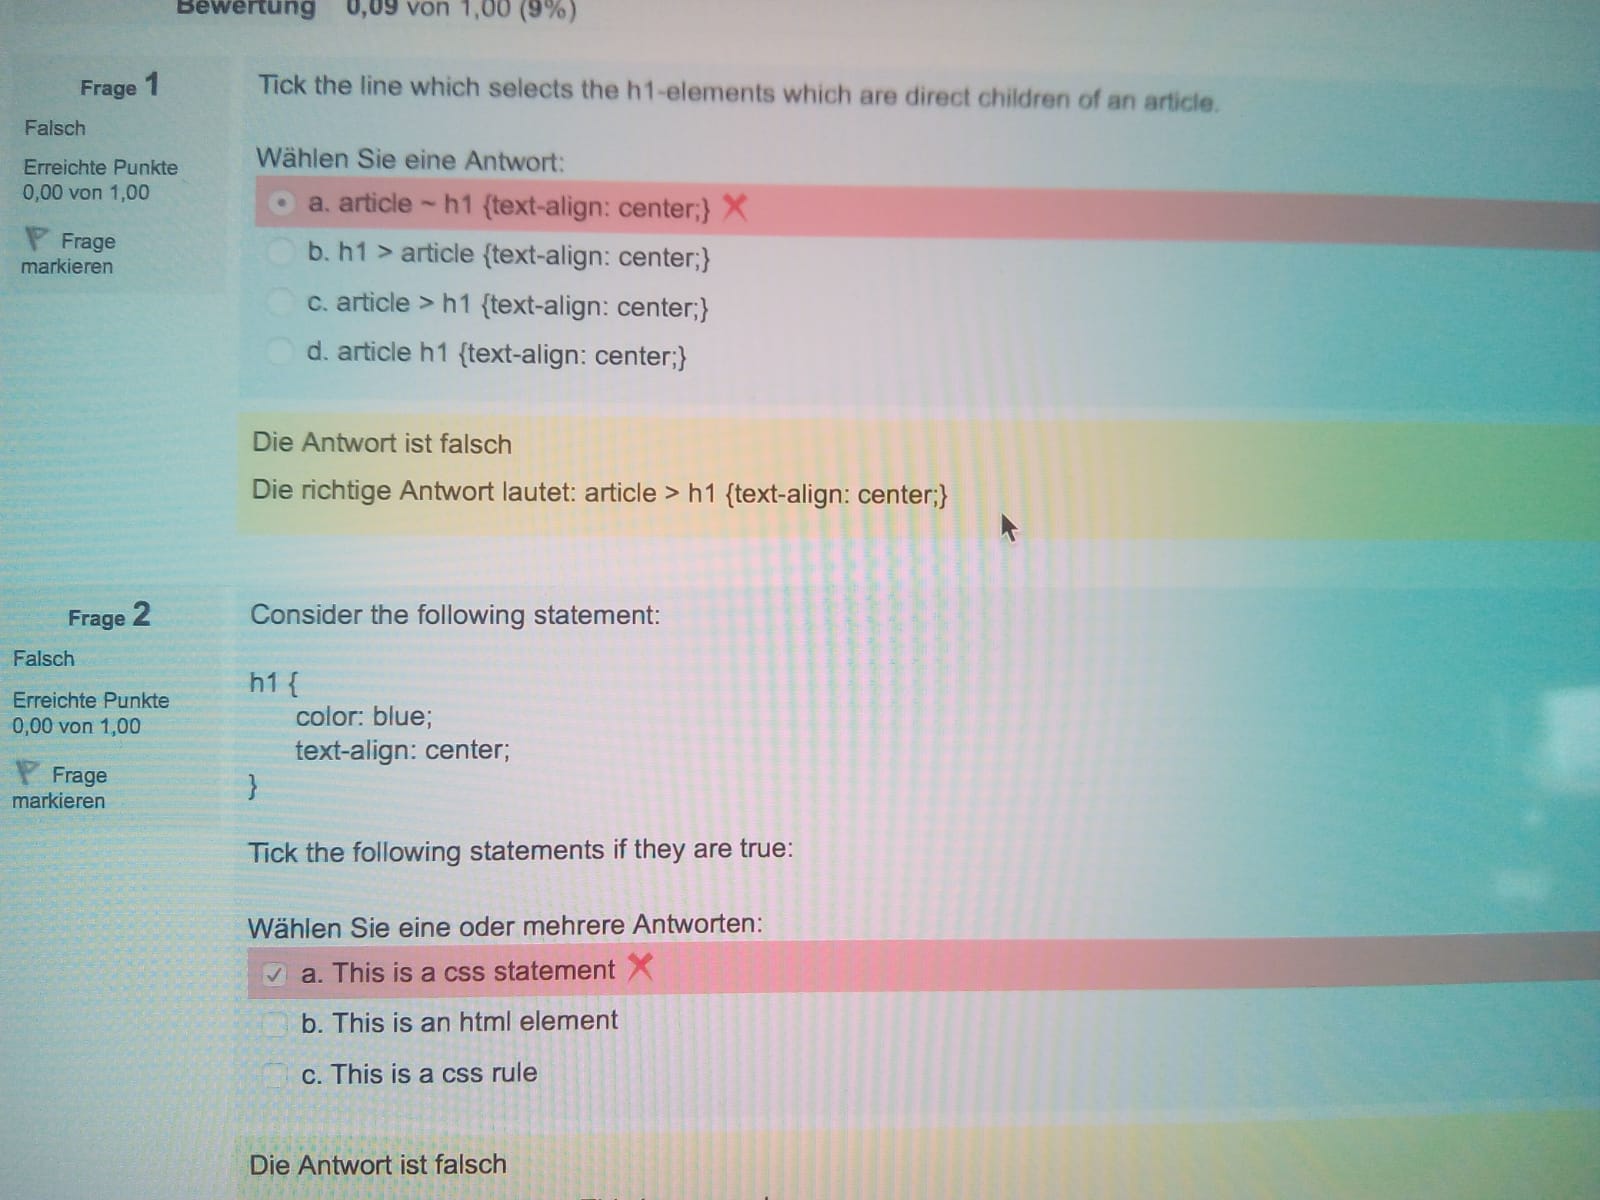 Bewertung 0,09 von 1,00 (9%)
Frage 1
Falsch
Erreichte Punkte
0,00 von 1,00
Frage
markieren
Tick the line which selects the h1-elements which are direct children of an article.
Wählen Sie eine Antwort:
a. article ~ h1 {text-align: center;}
b. h1 > article {text-align: center;}
c. article > h1 {text-align: center;}
d. article h1 {text-align: center;}
Die Antwort ist falsch
Die richtige Antwort lautet: article > h1 {text-align: center;}
Frage 2
Falsch
Erreichte Punkte
0,00 von 1,00
Frage
markieren
Consider the following statement:
h1 {
color: blue;
text-align: center;
}
Tick the following statements if they are true:
Wählen Sie eine oder mehrere Antworten:
a. This is a css statement
b. This is an html element
c. This is a css rule
Die Antwort ist falsch